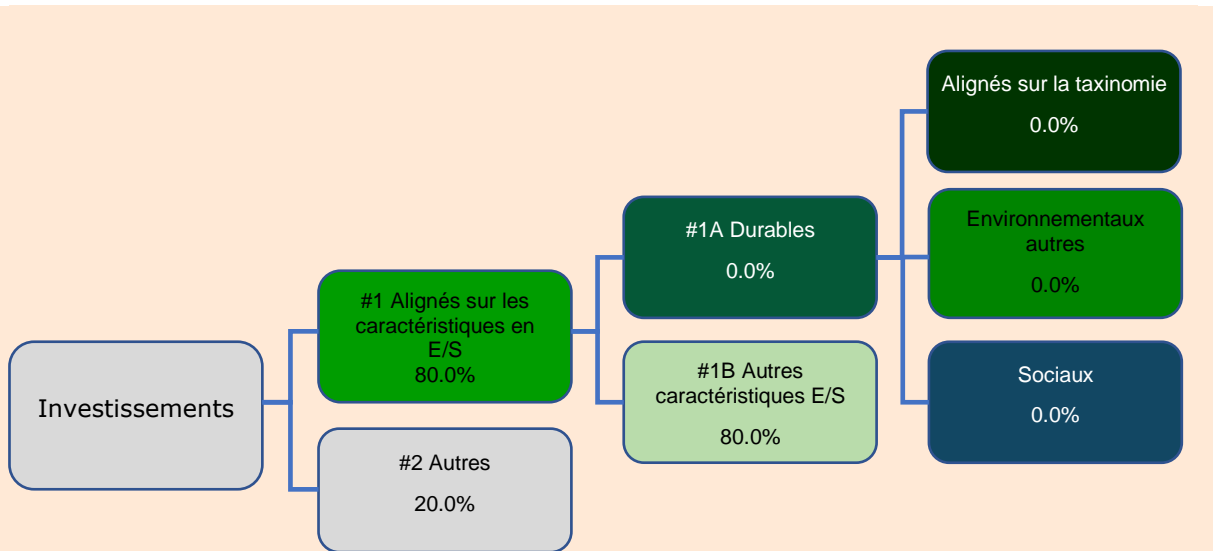 Investissements
#1 Alignés sur les
caractéristiques en
E/S
80.0%
#2 Autres
20.0%
#1A Durables
0.0%
#1B Autres
caractéristiques E/S
80.0%
Alignés sur la taxinomie
0.0%
Environnementaux
autres
0.0%
Sociaux
0.0%